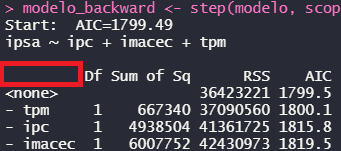 > modelo_backward <- step(modelo, scop
Start:  AIC=1799.49
ipsa ~ ipc + imacec + tpm
Df Sum of Sq RSS AIC
<none> 36423221 1799.5
- tpm 1 667340 37090560 1800.1
- ipc 1 4938504 41361725 1815.8
- imacec 1 6007752 42430973 1819.5